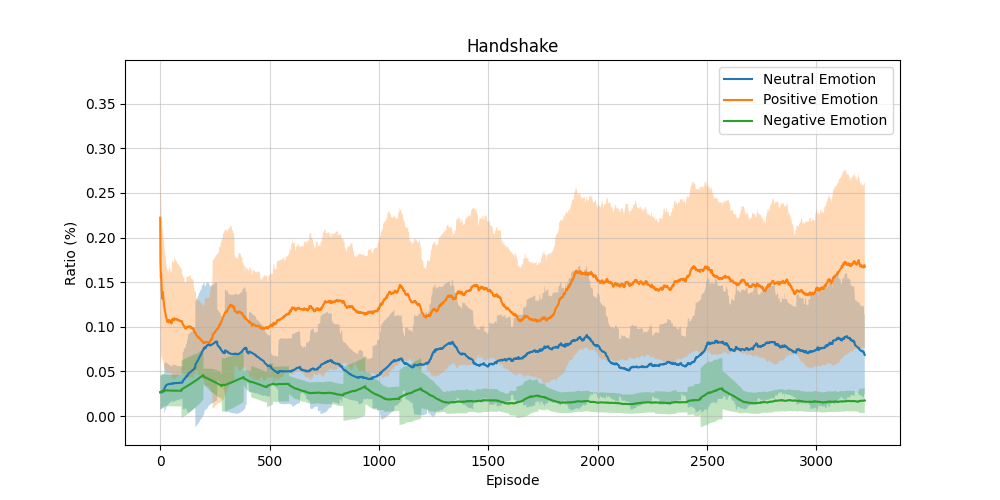 Handshake
Neutral Emotion
Positive Emotion
Negative Emotion
0.35
0.30
0.25
0.20
0.15
0.10
0.05
0.00
Ratio (%)
0 500 1000 1500 2000 2500 3000
Episode